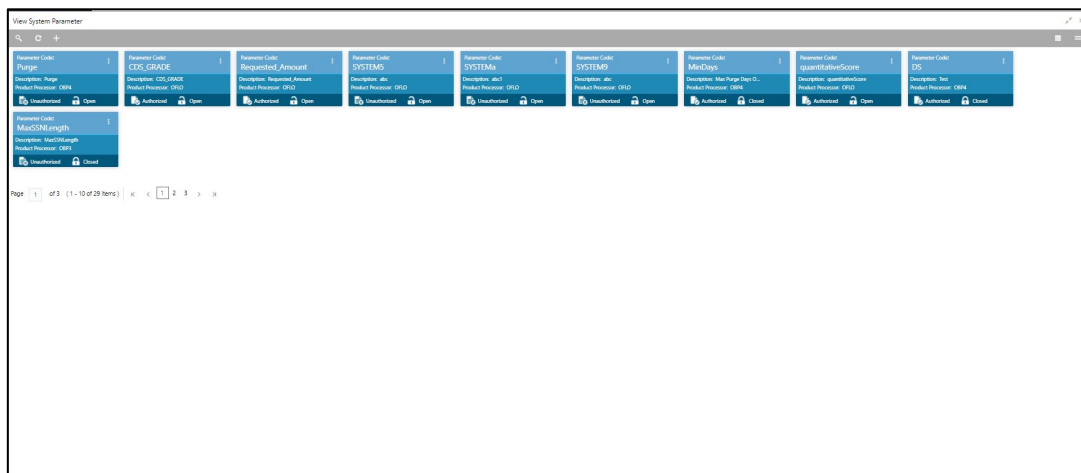 View System Parameter
Parameter Code:
Purge
Description: Purge
Product Processor: OBP4
Unauthorized Open
Parameter Code:
CDS_GRADE
Description: CDS_GRADE
Product Processor: OFLO
Authorized Open
Parameter Code:
Requested_Amount
Description: Requested_Amount
Product Processor: OFLO
Authorized Open
Parameter Code:
SYSTEM5
Description: abc
Product Processor: OFLO
Unauthorized Open
Parameter Code:
SYSTEMa
Description: abc1
Product Processor: OFLO
Unauthorized Open
Parameter Code:
SYSTEM9
Description: abc
Product Processor: OFLO
Unauthorized Open
Parameter Code:
MinDays
Description: Max Purge Days O...
Product Processor: OBP4
Authorized Closed
Parameter Code:
quantitativeScore
Description: quantitativeScore
Product Processor: OFLO
Authorized Open
Parameter Code:
DS
Description: Test
Product Processor: OBP4
Authorized Closed
Parameter Code:
MaxSSNLength
Description: MaxSSNLength
Product Processor: OBP3
Unauthorized Closed
Page 1 of 3 (1 - 10 of 29 items) 1 2 3